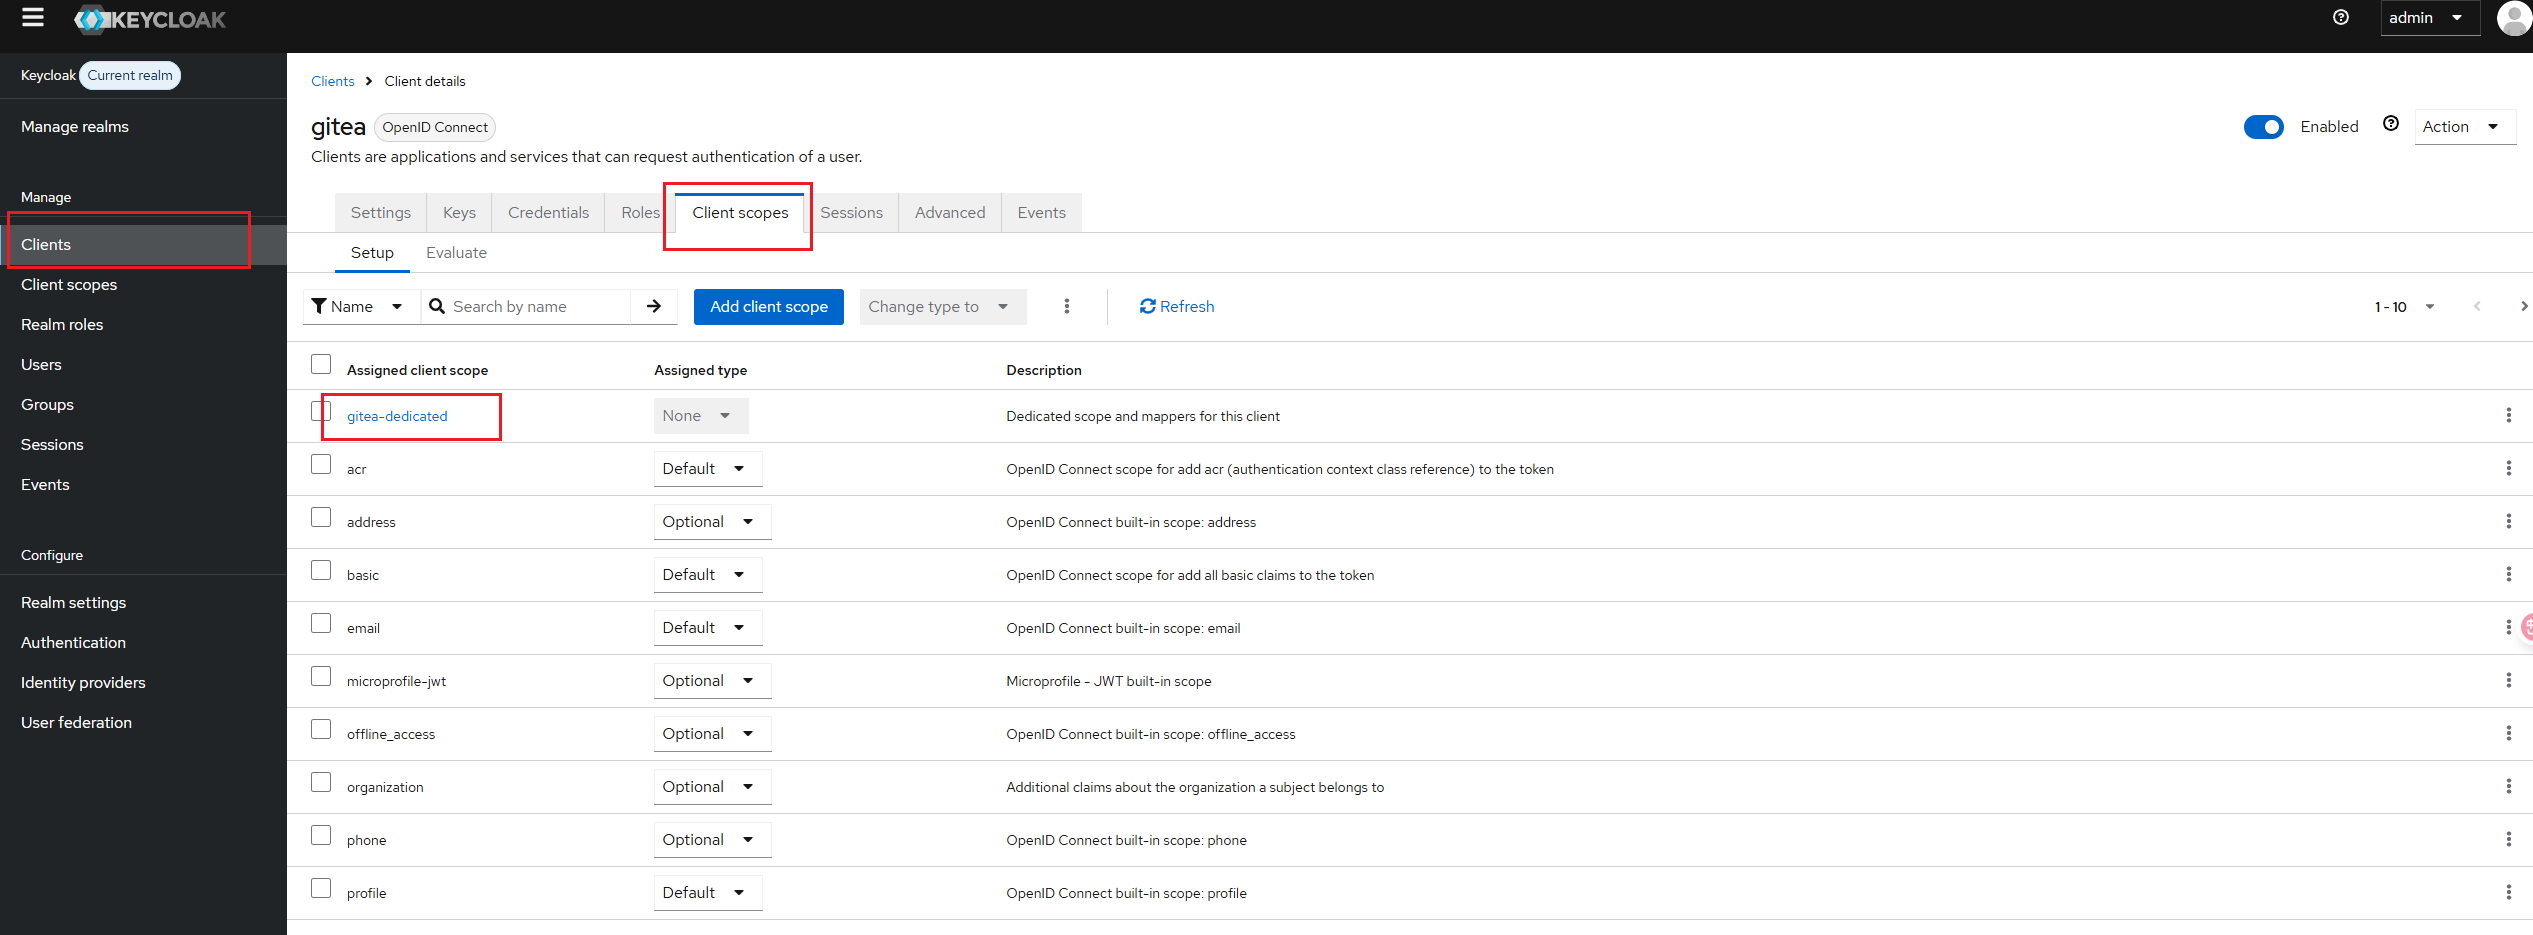 KEYCLOAK
admin
Keycloak Current realm
Manage realms
Manage
Clients
Client scopes
Realm roles
Users
Groups
Sessions
Events
Configure
Realm settings
Authentication
Identity providers
User federation
Clients Client details
gitea OpenID Connect
Enabled Action
Clients are applications and services that can request authentication of a user.
Settings Keys Credentials Roles Client scopes Sessions Advanced Events
Setup Evaluate
Name Search by name Add client scope Change type to Refresh 1 - 10
Assigned client scope Assigned type Description
gitea-dedicated None Dedicated scope and mappers for this client
acr Default OpenID Connect scope for add acr (authentication context class reference) to the token
address Optional OpenID Connect built-in scope: address
basic Default OpenID Connect scope for add all basic claims to the token
email Default OpenID Connect built-in scope: email
microprofile-jwt Optional Microprofile - JWT built-in scope
offline_access Optional OpenID Connect built-in scope: offline_access
organization Optional Additional claims about the organization a subject belongs to
phone Optional OpenID Connect built-in scope: phone
profile Default OpenID Connect built-in scope: profile